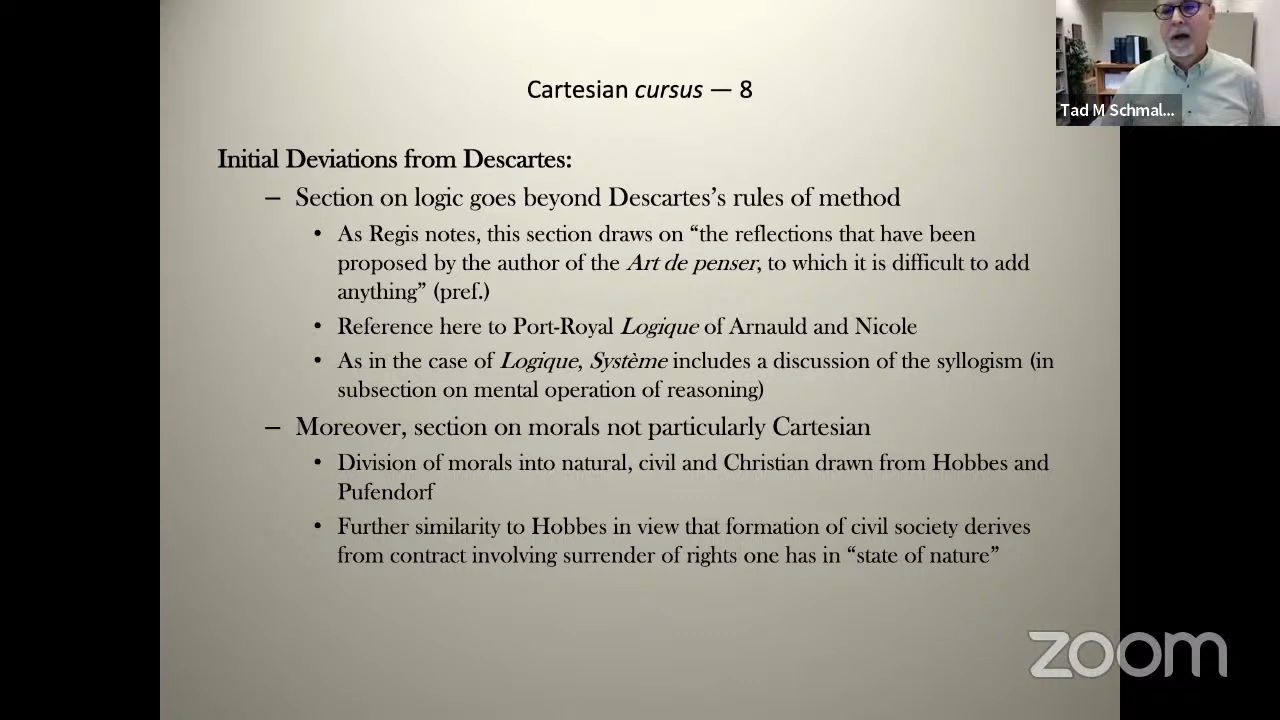 Cartesian cursus — 8
Tad M Schmal...
Initial Deviations from Descartes:
– Section on logic goes beyond Descartes’s rules of method
• As Regis notes, this section draws on “the reflections that have been
proposed by the author of the Art de penser, to which it is difficult to add
anything” (pref.)
• Reference here to Port-Royal Logique of Arnauld and Nicole
• As in the case of Logique, Système includes a discussion of the syllogism (in
subsection on mental operation of reasoning)
– Moreover, section on morals not particularly Cartesian
• Division of morals into natural, civil and Christian drawn from Hobbes and
Pufendorf
• Further similarity to Hobbes in view that formation of civil society derives
from contract involving surrender of rights one has in “state of nature”
zoom